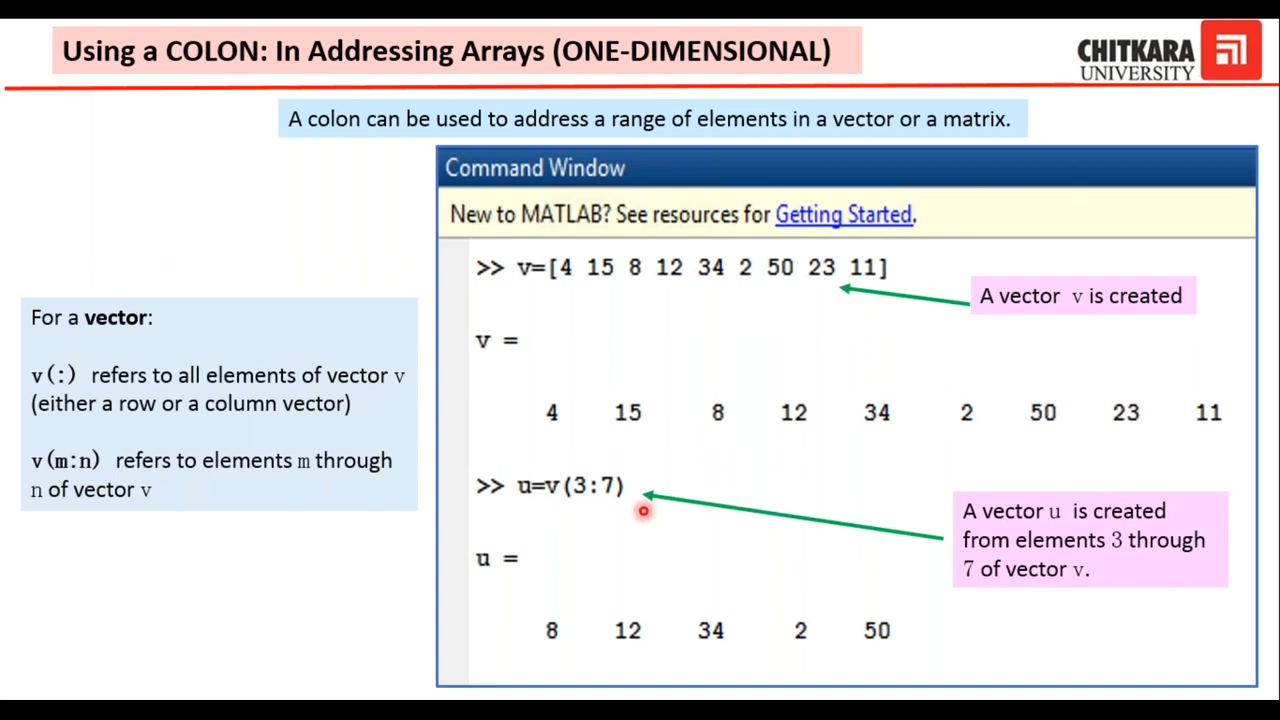 Using a COLON: In Addressing Arrays (ONE-DIMENSIONAL)
CHITKARA
UNIVERSITY
A colon can be used to address a range of elements in a vector or a matrix.
For a vector:
v(:) refers to all elements of vector v
(either a row or a column vector)
v(m:n) refers to elements m through
n of vector v
Command Window
New to MATLAB? See resources for Getting Started.
>> v=[4 15 8 12 34 2 50 23 11]
A vector v is created
v =
4 15 8 12 34 2 50 23 11
>> u=v(3:7)
A vector u is created
from elements 3 through
7 of vector v.
u =
8 12 34 2 50